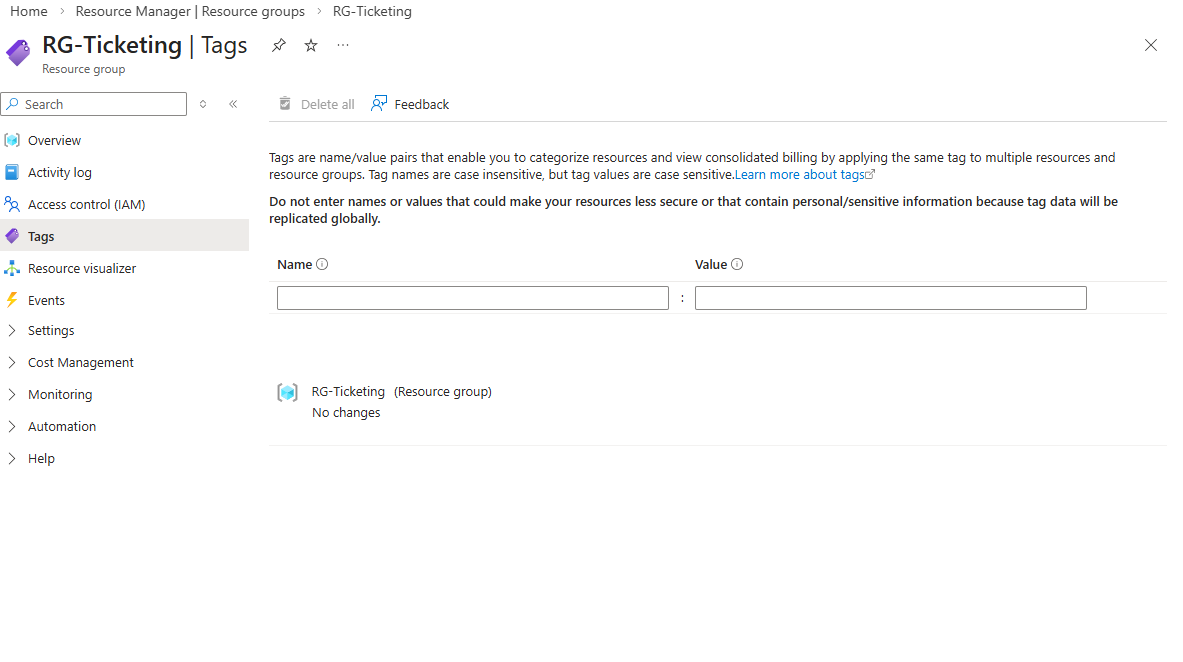 Home > Resource Manager | Resource groups > RG-Ticketing
RG-Ticketing | Tags
Resource group
Search
Delete all
Feedback
Overview
Activity log
Access control (IAM)
Tags
Resource visualizer
Events
Settings
Cost Management
Monitoring
Automation
Help
Tags are name/value pairs that enable you to categorize resources and view consolidated billing by applying the same tag to multiple resources and
resource groups. Tag names are case insensitive, but tag values are case sensitive.Learn more about tags
Do not enter names or values that could make your resources less secure or that contain personal/sensitive information because tag data will be
replicated globally.
Name
Value
:
RG-Ticketing (Resource group)
No changes